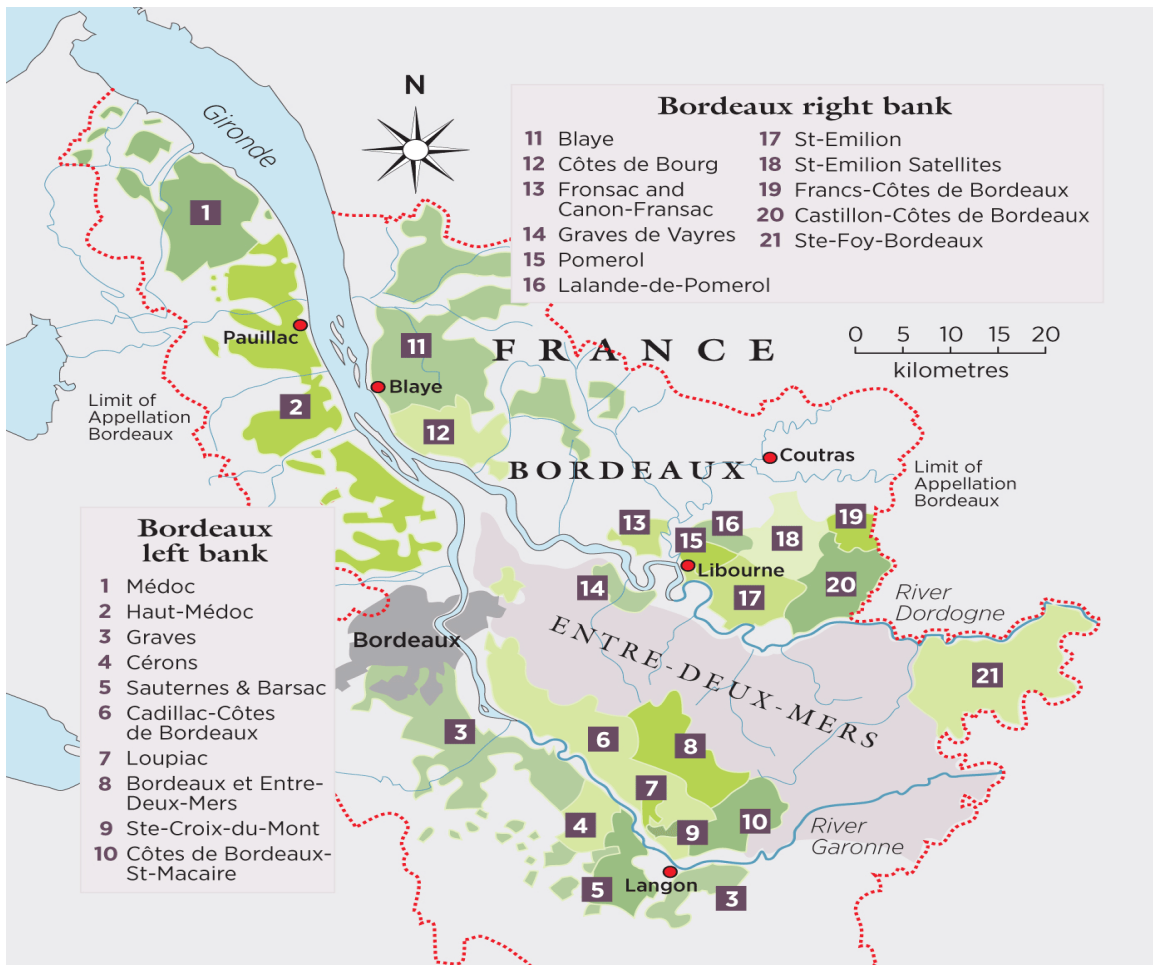 Gironde
N
Bordeaux right bank
11 Blaye
12 Côtes de Bourg
13 Fronsac and
Canon-Fransac
14 Graves de Vayres
15 Pomerol
16 Lalande-de-Pomerol
17 St-Emilion
18 St-Emilion Satellites
19 Francs-Côtes de Bordeaux
20 Castillon-Côtes de Bordeaux
21 Ste-Foy-Bordeaux
1
Pauillac
11
FRANCE
0 5 10 15 20
kilometres
Blaye
2
Limit of
Appellation
Bordeaux
12
BORDEAUX
Coutras
Limit of
Appellation
Bordeaux
Bordeaux
left bank
1 Médoc
2 Haut-Médoc
3 Graves
4 Cérons
5 Sauternes & Barsac
6 Cadillac-Côtes
de Bordeaux
7 Loupiac
8 Bordeaux et Entre-
Deux-Mers
9 Ste-Croix-du-Mont
10 Côtes de Bordeaux-
St-Macaire
13
15
16
18
19
Libourne
14
17
20
River
Dordogne
Bordeaux
ENTRE-DEUX-MERS
21
3
6
8
7
4
9
10
River
Garonne
5
Langon
3